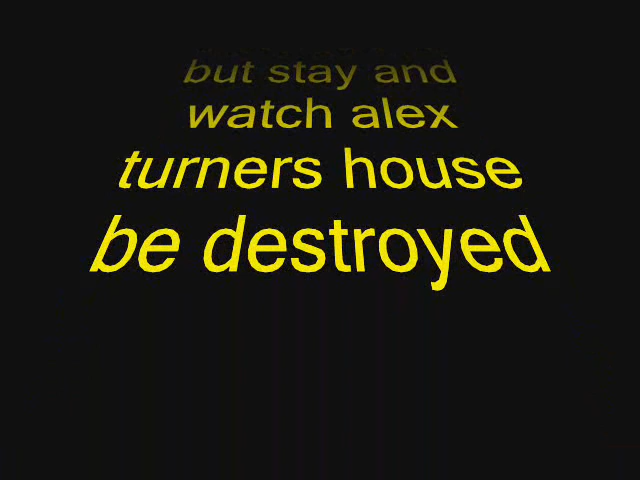 but stay and
watch alex
turners house
be destroyed